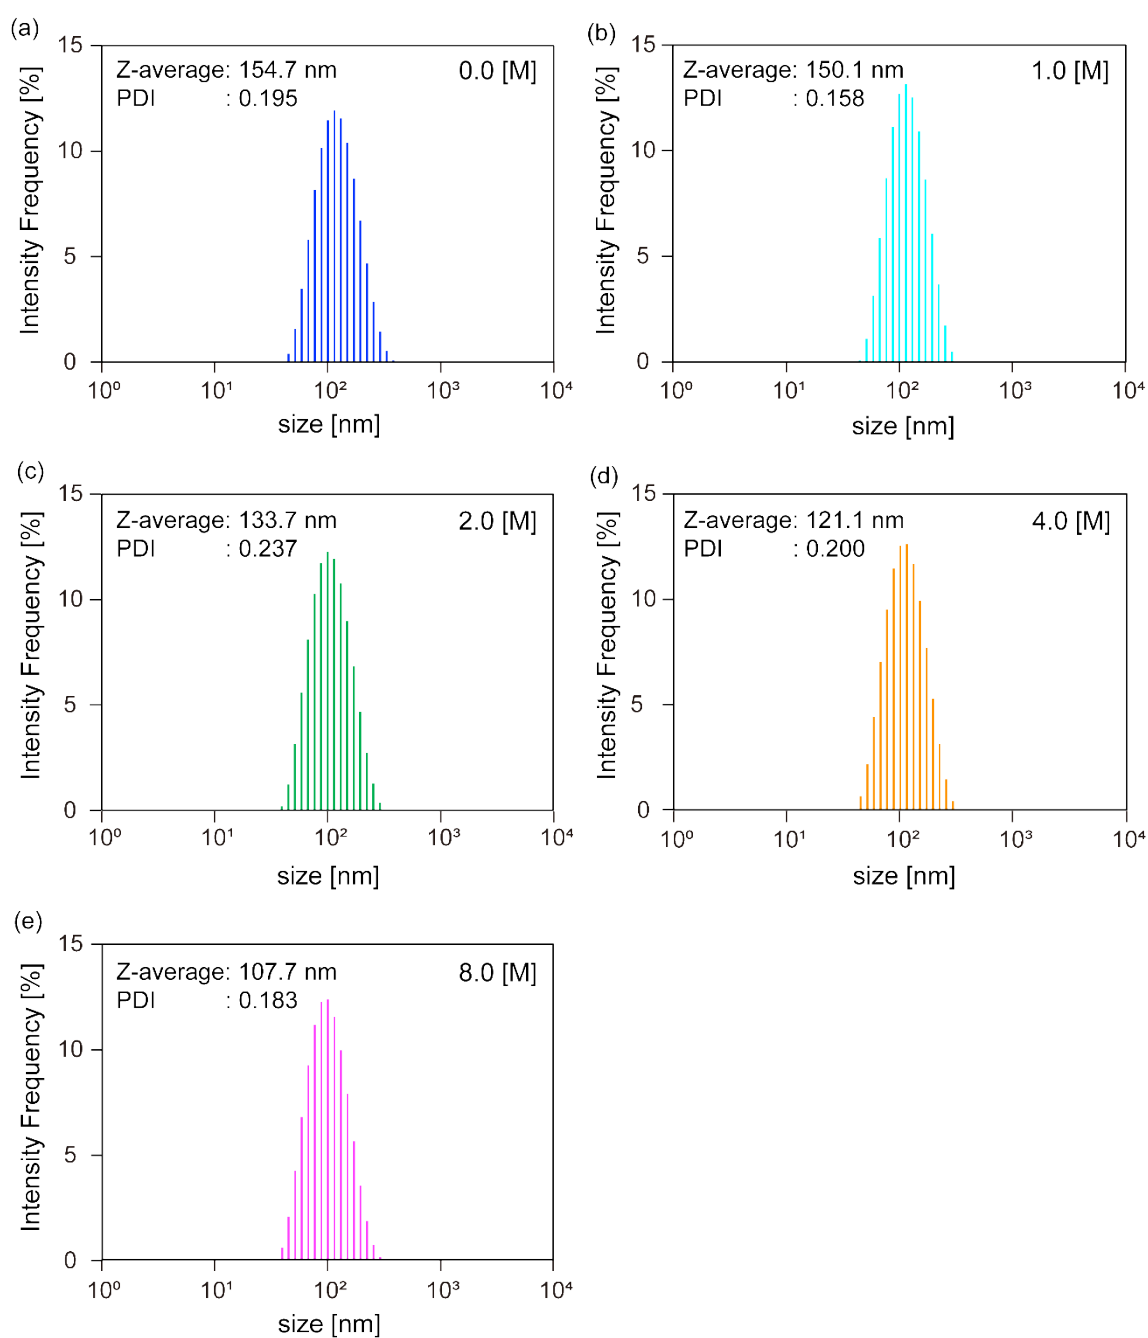 (a)
Z-average: 154.7 nm
PDI : 0.195
0.0 [M]
Intensity Frequency [%]
15
10
5
0
10⁰ 10¹ 10² 10³ 10⁴
size [nm]
(b)
Z-average: 150.1 nm
PDI : 0.158
1.0 [M]
Intensity Frequency [%]
15
10
5
0
10⁰ 10¹ 10² 10³ 10⁴
size [nm]
(c)
Z-average: 133.7 nm
PDI : 0.237
2.0 [M]
Intensity Frequency [%]
15
10
5
0
10⁰ 10¹ 10² 10³ 10⁴
size [nm]
(d)
Z-average: 121.1 nm
PDI : 0.200
4.0 [M]
Intensity Frequency [%]
15
10
5
0
10⁰ 10¹ 10² 10³ 10⁴
size [nm]
(e)
Z-average: 107.7 nm
PDI : 0.183
8.0 [M]
Intensity Frequency [%]
15
10
5
0
10⁰ 10¹ 10² 10³ 10⁴
size [nm]